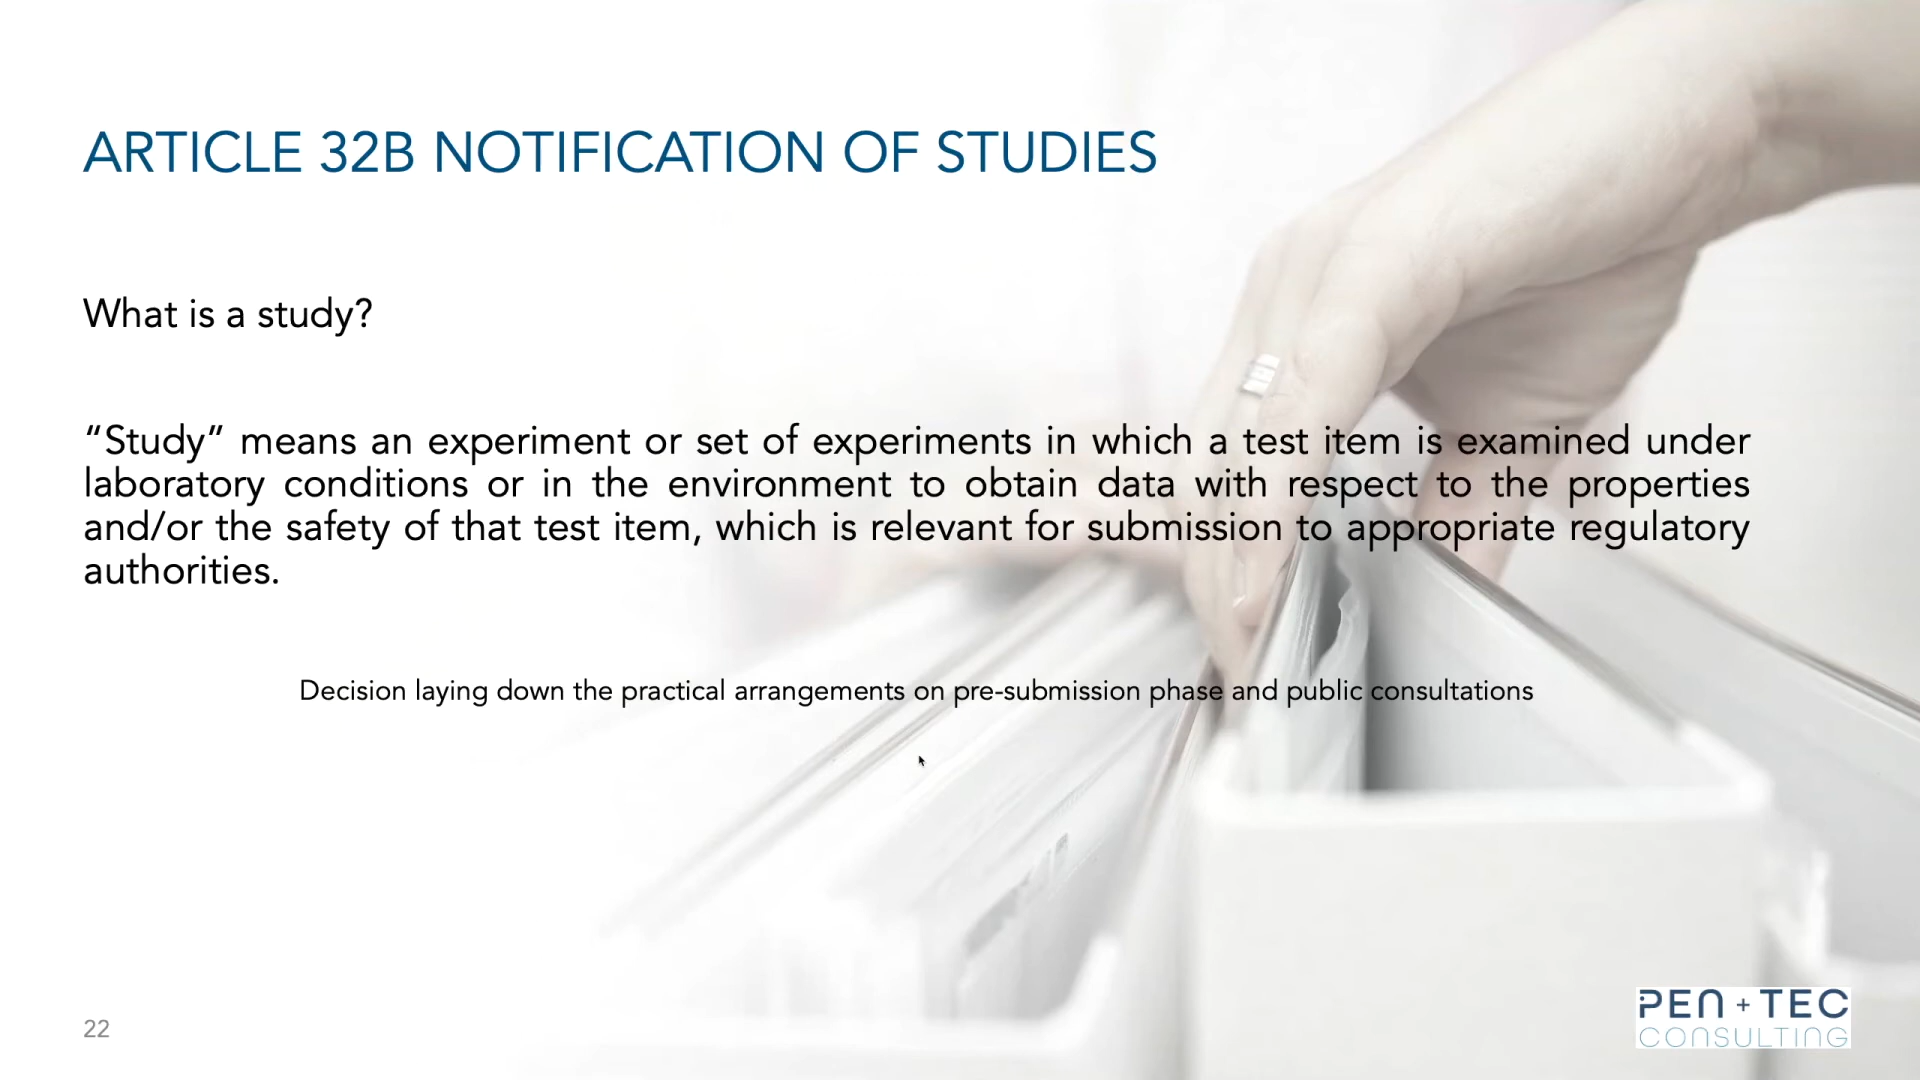 ARTICLE 32B NOTIFICATION OF STUDIES
What is a study?
“Study” means an experiment or set of experiments in which a test item is examined under
laboratory conditions or in the environment to obtain data with respect to the properties
and/or the safety of that test item, which is relevant for submission to appropriate regulatory
authorities.
Decision laying down the practical arrangements on pre-submission phase and public consultations
22
PEN + TEC
CONSULTING